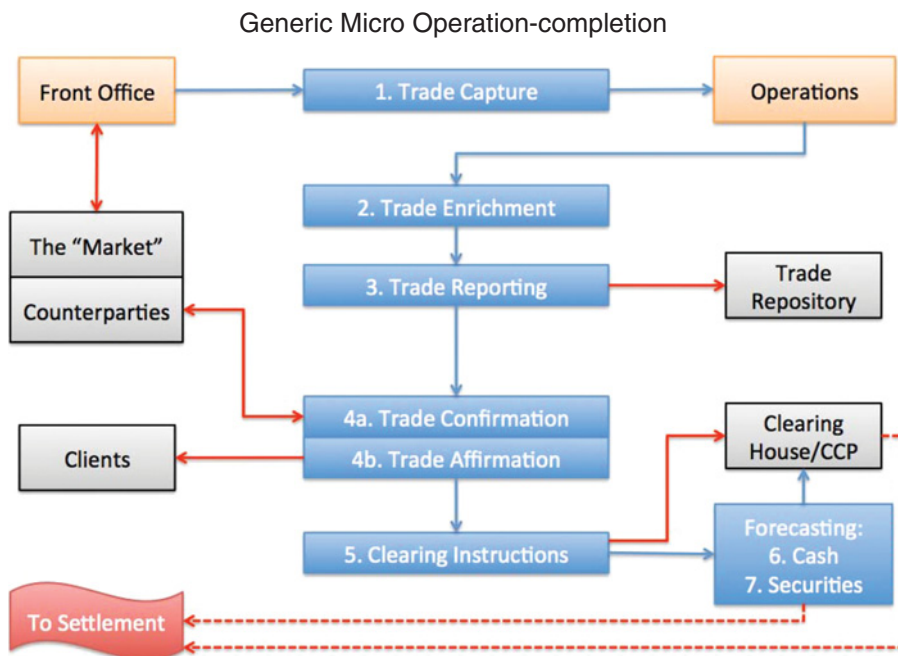 Generic Micro Operation-completion
Front Office
1. Trade Capture
Operations
2. Trade Enrichment
The “Market”
3. Trade Reporting
Trade
Repository
Counterparties
4a. Trade Confirmation
Clearing
House/CCP
Clients
4b. Trade Affirmation
5. Clearing Instructions
Forecasting:
6. Cash
7. Securities
To Settlement